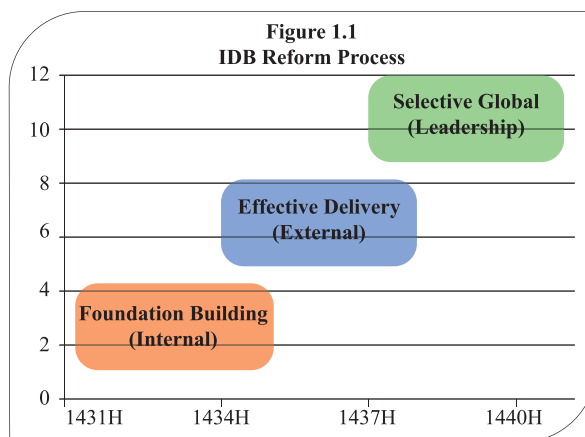 Figure 1.1
IDB Reform Process
12
Selective Global
(Leadership)
10
8
Effective Delivery
(External)
6
4
Foundation Building
(Internal)
2
0
1431H 1434H 1437H 1440H